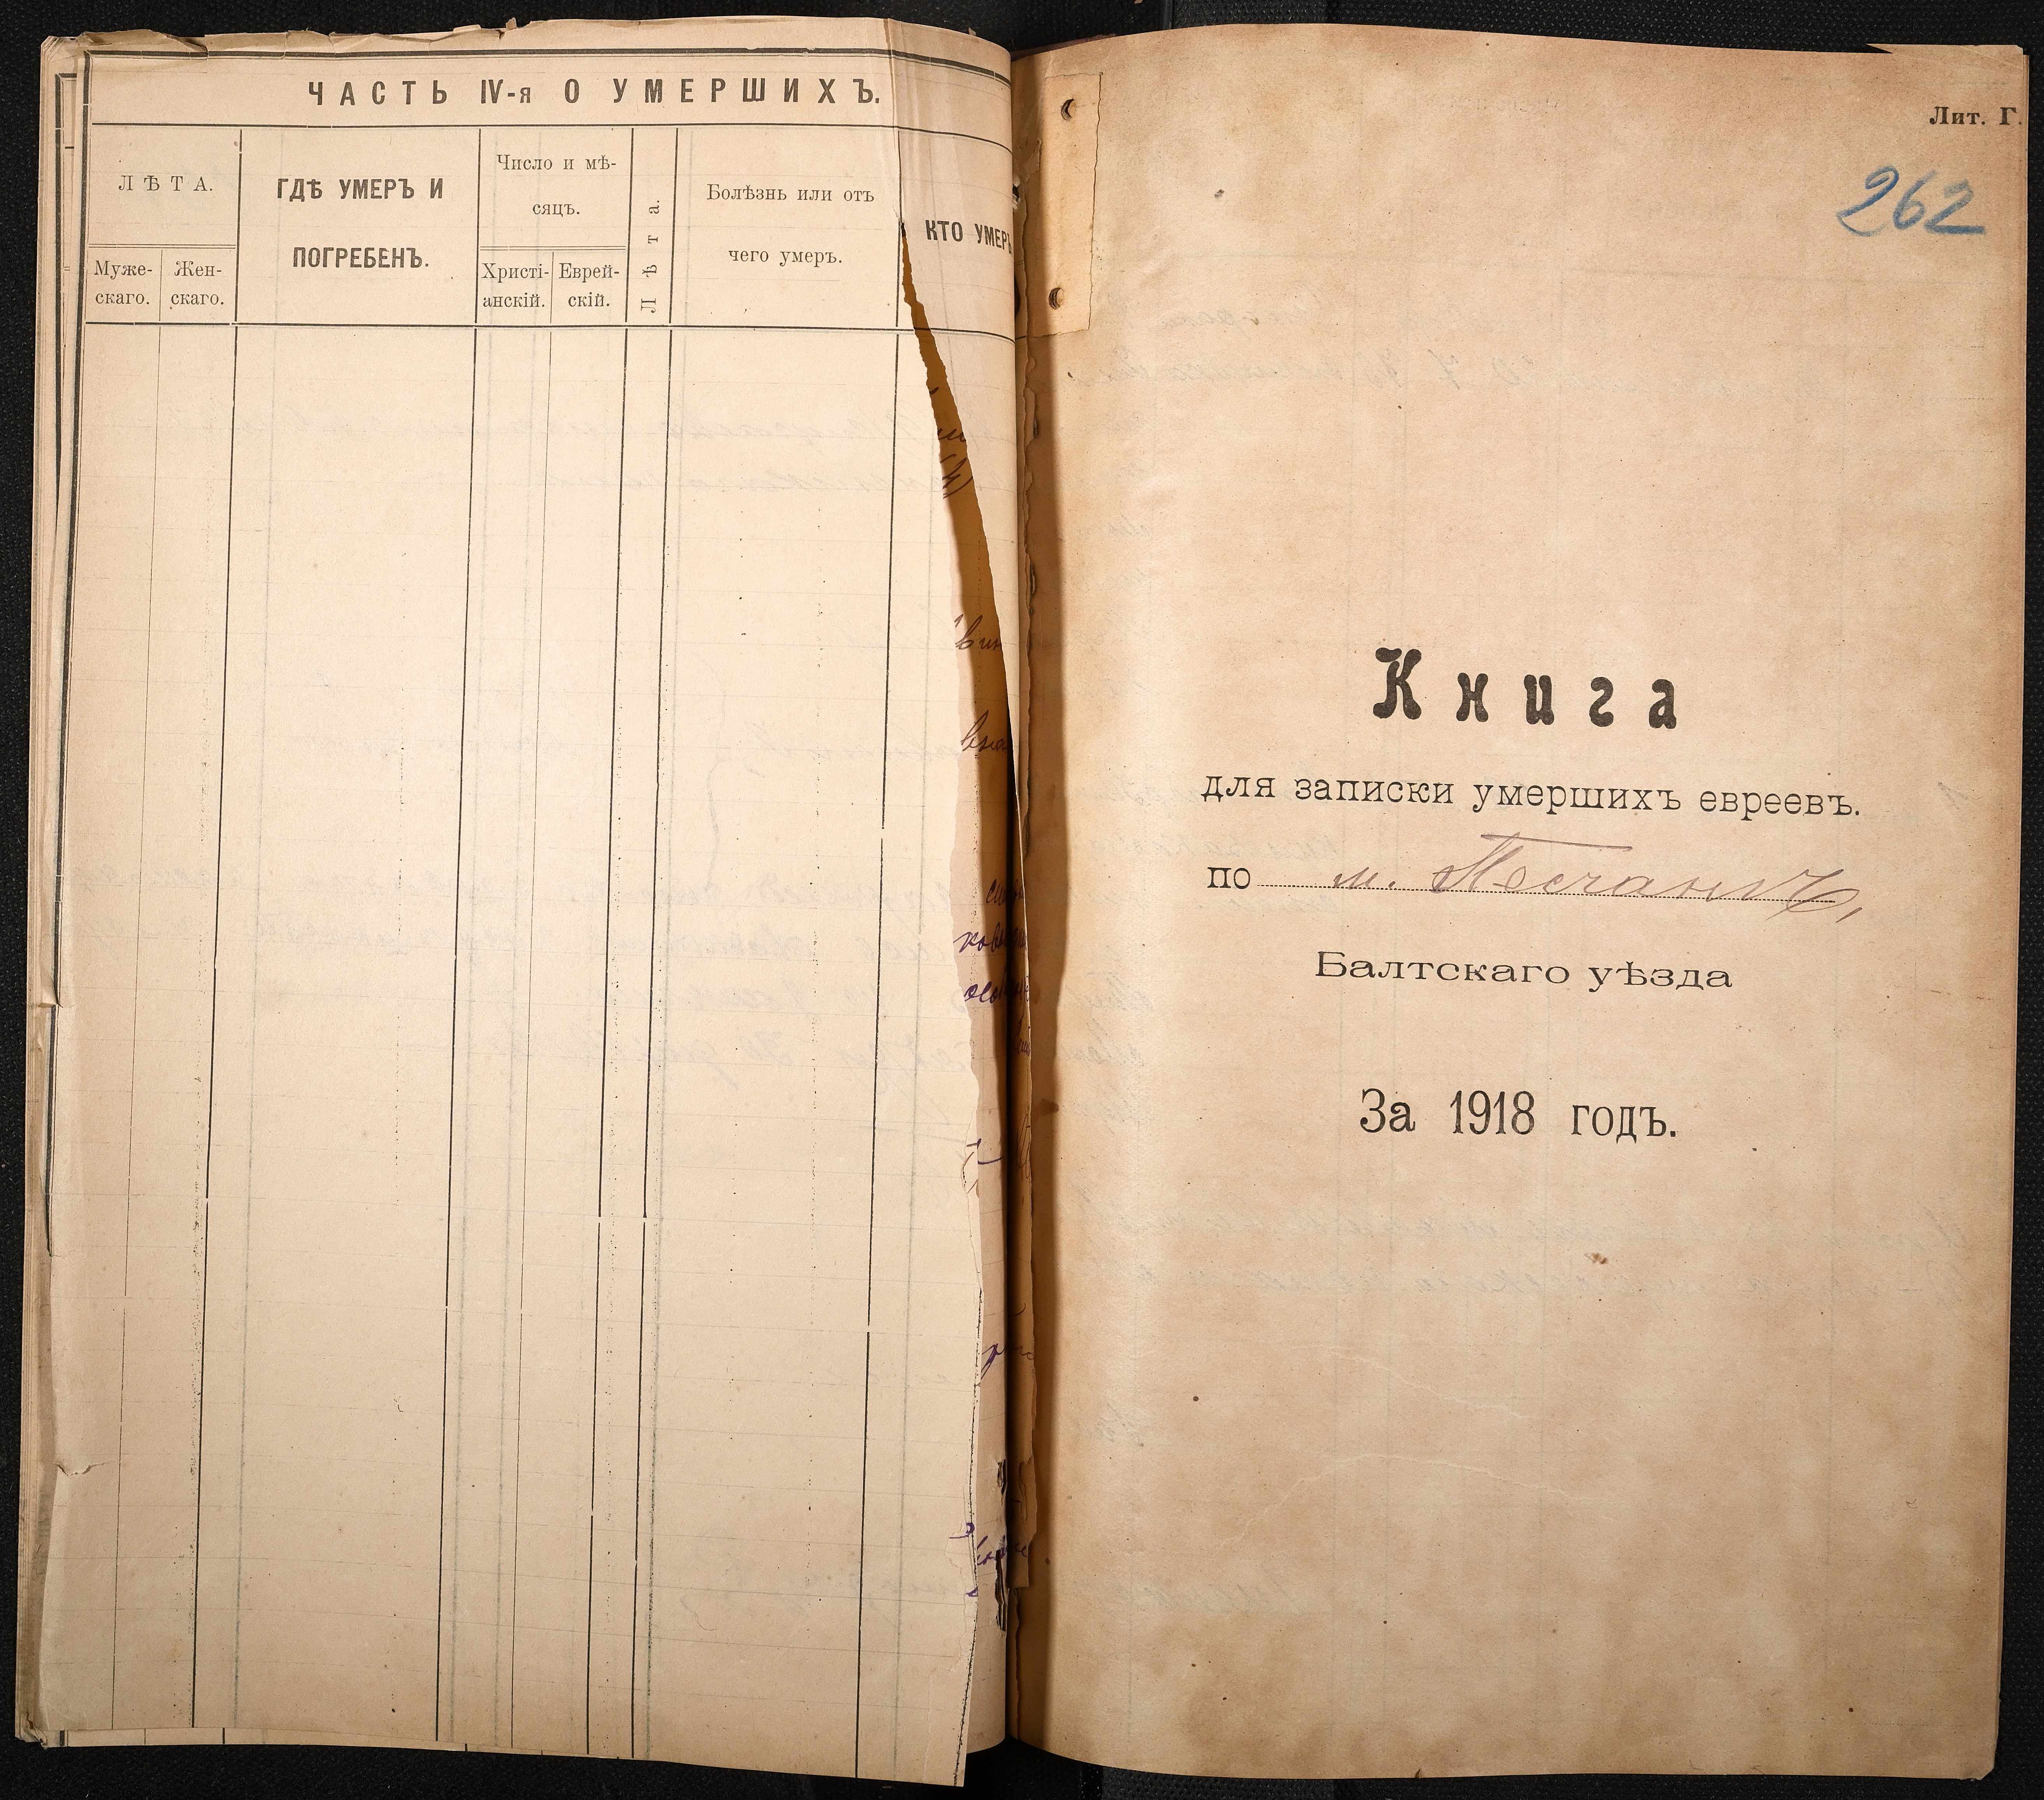 ЧАСТЬ IV-я О УМЕРШИХЪ.
ЛѢТА.
Муже-
скаго.
Жен-
скаго.
ГДѢ УМЕРЪ И
ПОГРЕБЕНЪ.
Число и мѣ-
сяцъ.
Христі-
анскій.
Еврей-
скій.
Лѣта.
Болѣзнь или отъ
чего умеръ.
КТО УМЕРЪ
Лит. Г.
262
Книга
для записки умершихъ евреевъ.
по м. Песчанкѣ,
Балтскаго уѣзда
За 1918 годъ.